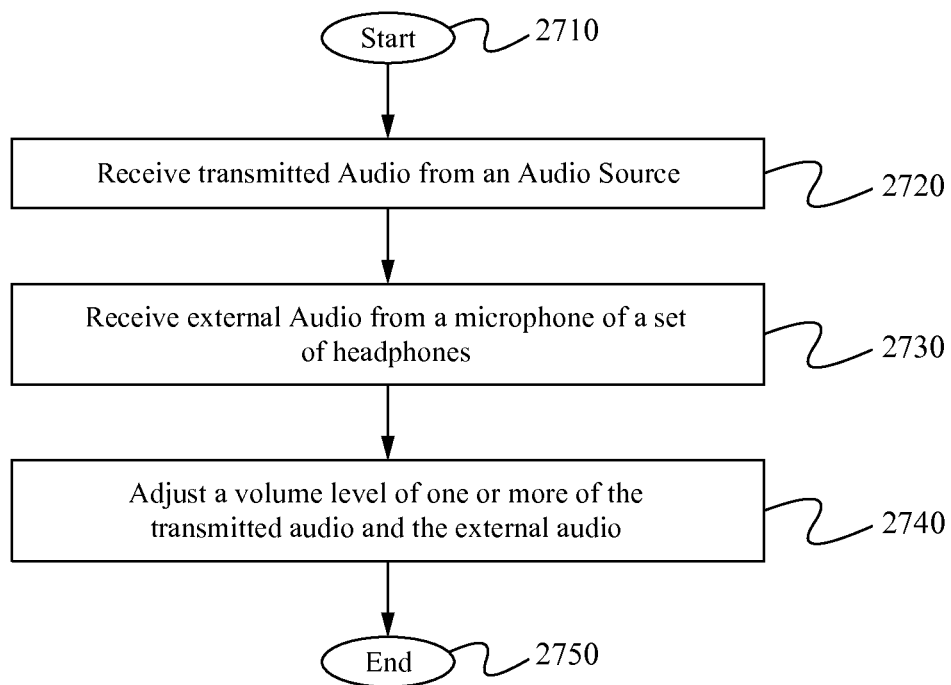 Start
2710
Receive transmitted Audio from an Audio Source
2720
Receive external Audio from a microphone of a set
of headphones
2730
Adjust a volume level of one or more of the
transmitted audio and the external audio
2740
End
2750